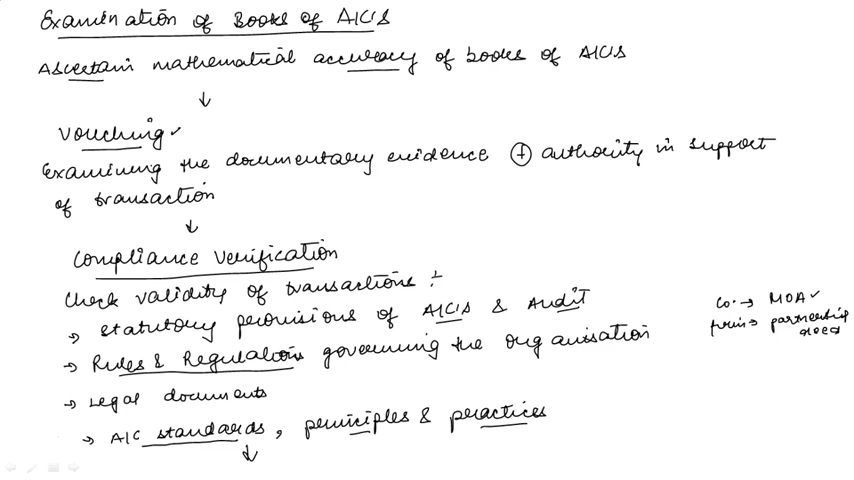 Examination of Books of A/C/S
Ascertain mathematical accuracy of books of A/C/S
Vouching
Examining the documentary evidence + authority in support
of transaction
Compliance verification
Check validity of transactions :
→ Statutory provisions of A/C/S & Audit
→ Rules & Regulations governing the organisation
→ Legal documents
→ A/C standards, principles & practices
Co. → MOA
firm → partnership
deed